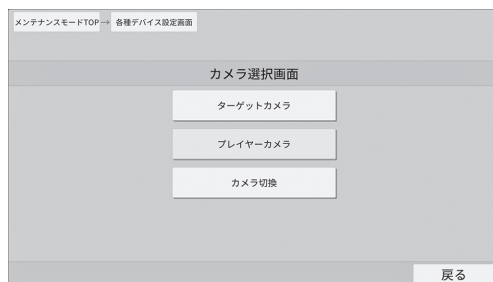 メンテナンスモードTOP→ 各種デバイス設定画面
カメラ選択画面
ターゲットカメラ
プレイヤーカメラ
カメラ切換
戻る